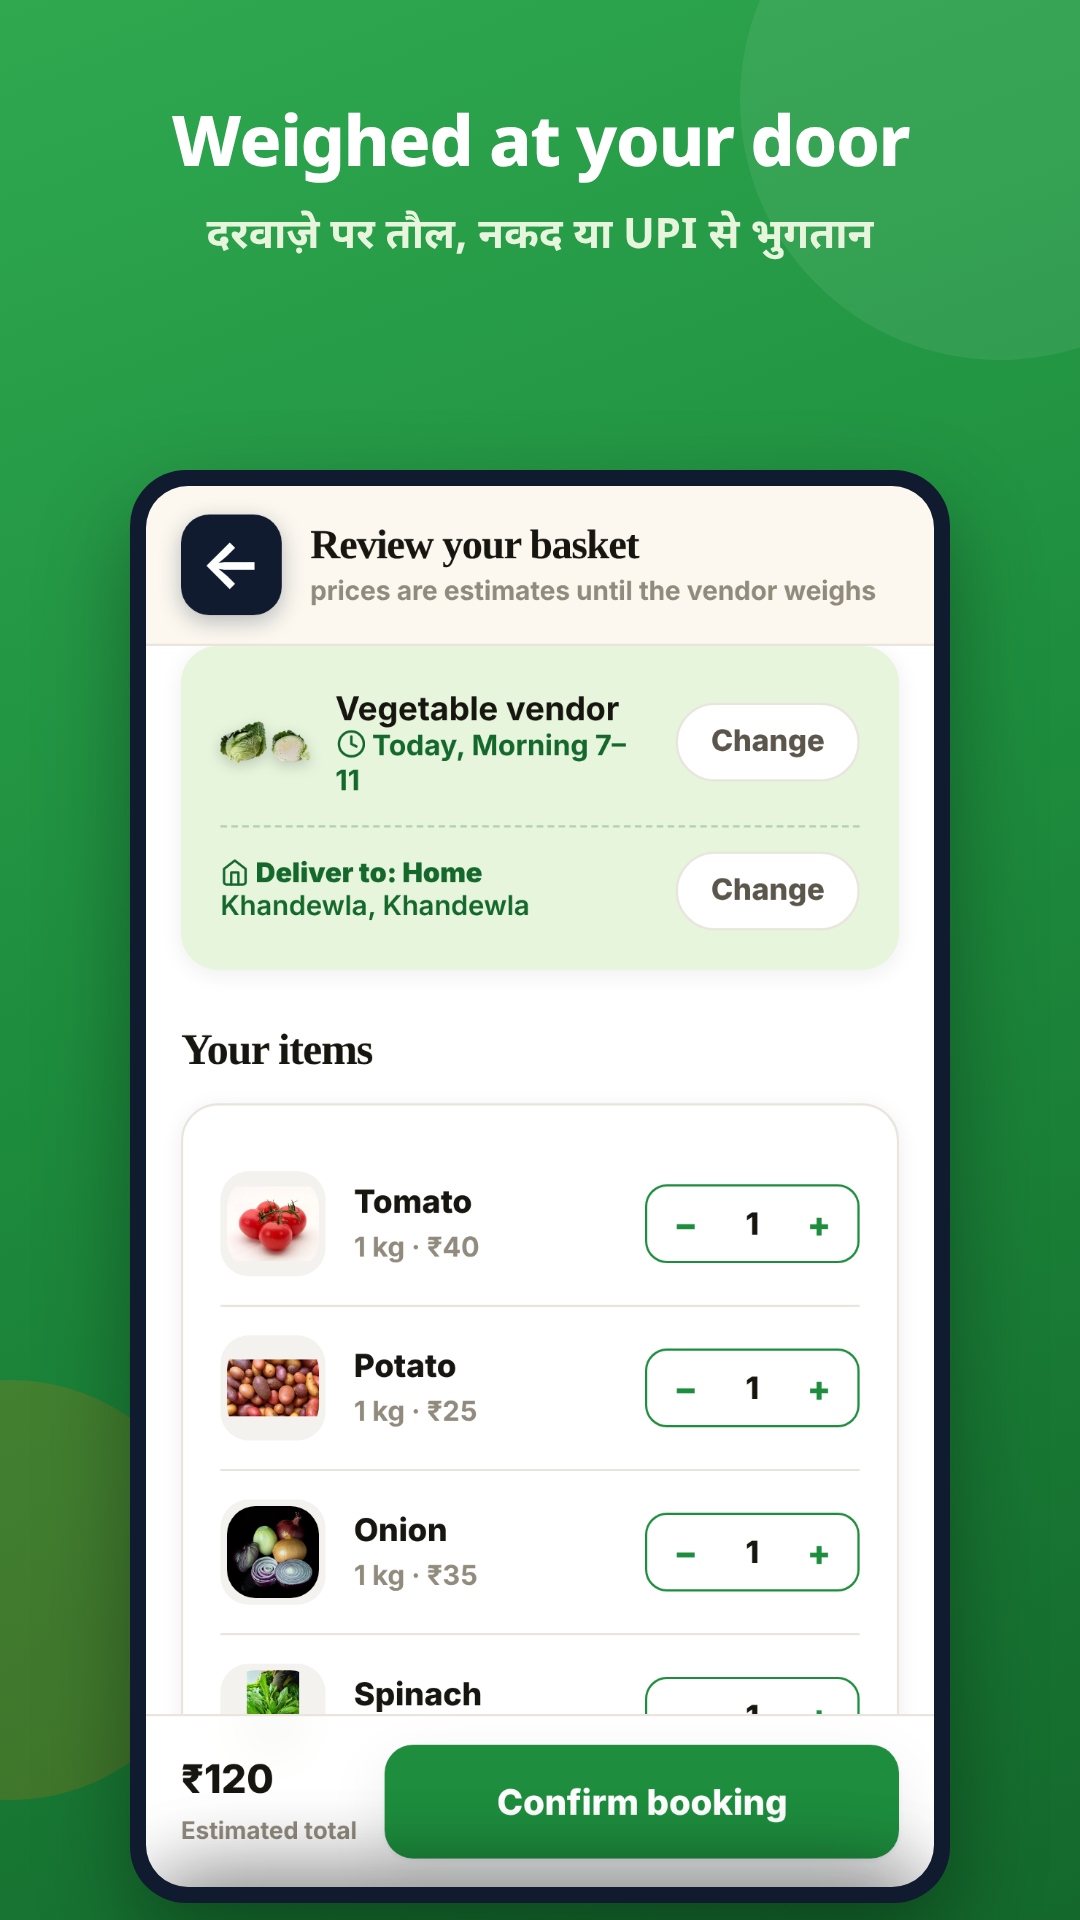 Weighed at your door
दरवाज़े पर तौल, नकद या UPI से भुगतान
Review your basket
prices are estimates until the vendor weighs
Vegetable vendor
Today, Morning 7–
11
Change
Deliver to: Home
Khandewla, Khandewla
Change
Your items
Tomato
1 kg · ₹40
− 1 +
Potato
1 kg · ₹25
− 1 +
Onion
1 kg · ₹35
− 1 +
Spinach
1 +
₹120
Estimated total
Confirm booking